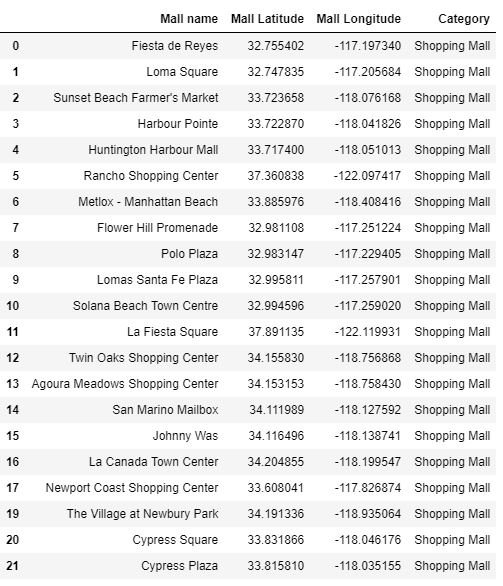 Mall name Mall Latitude Mall Longitude Category
0 Fiesta de Reyes 32.755402 -117.197340 Shopping Mall
1 Loma Square 32.747835 -117.205684 Shopping Mall
2 Sunset Beach Farmer's Market 33.723658 -118.076168 Shopping Mall
3 Harbour Pointe 33.722870 -118.041826 Shopping Mall
4 Huntington Harbour Mall 33.717400 -118.051013 Shopping Mall
5 Rancho Shopping Center 37.360838 -122.097417 Shopping Mall
6 Metlox - Manhattan Beach 33.885976 -118.408416 Shopping Mall
7 Flower Hill Promenade 32.981108 -117.251224 Shopping Mall
8 Polo Plaza 32.983147 -117.229405 Shopping Mall
9 Lomas Santa Fe Plaza 32.995811 -117.257901 Shopping Mall
10 Solana Beach Town Centre 32.994596 -117.259020 Shopping Mall
11 La Fiesta Square 37.891135 -122.119931 Shopping Mall
12 Twin Oaks Shopping Center 34.155830 -118.756868 Shopping Mall
13 Agoura Meadows Shopping Center 34.153153 -118.758430 Shopping Mall
14 San Marino Mailbox 34.111989 -118.127592 Shopping Mall
15 Johnny Was 34.116496 -118.138741 Shopping Mall
16 La Canada Town Center 34.204855 -118.199547 Shopping Mall
17 Newport Coast Shopping Center 33.608041 -117.826874 Shopping Mall
19 The Village at Newbury Park 34.191336 -118.935064 Shopping Mall
20 Cypress Square 33.831866 -118.046176 Shopping Mall
21 Cypress Plaza 33.815810 -118.035155 Shopping Mall